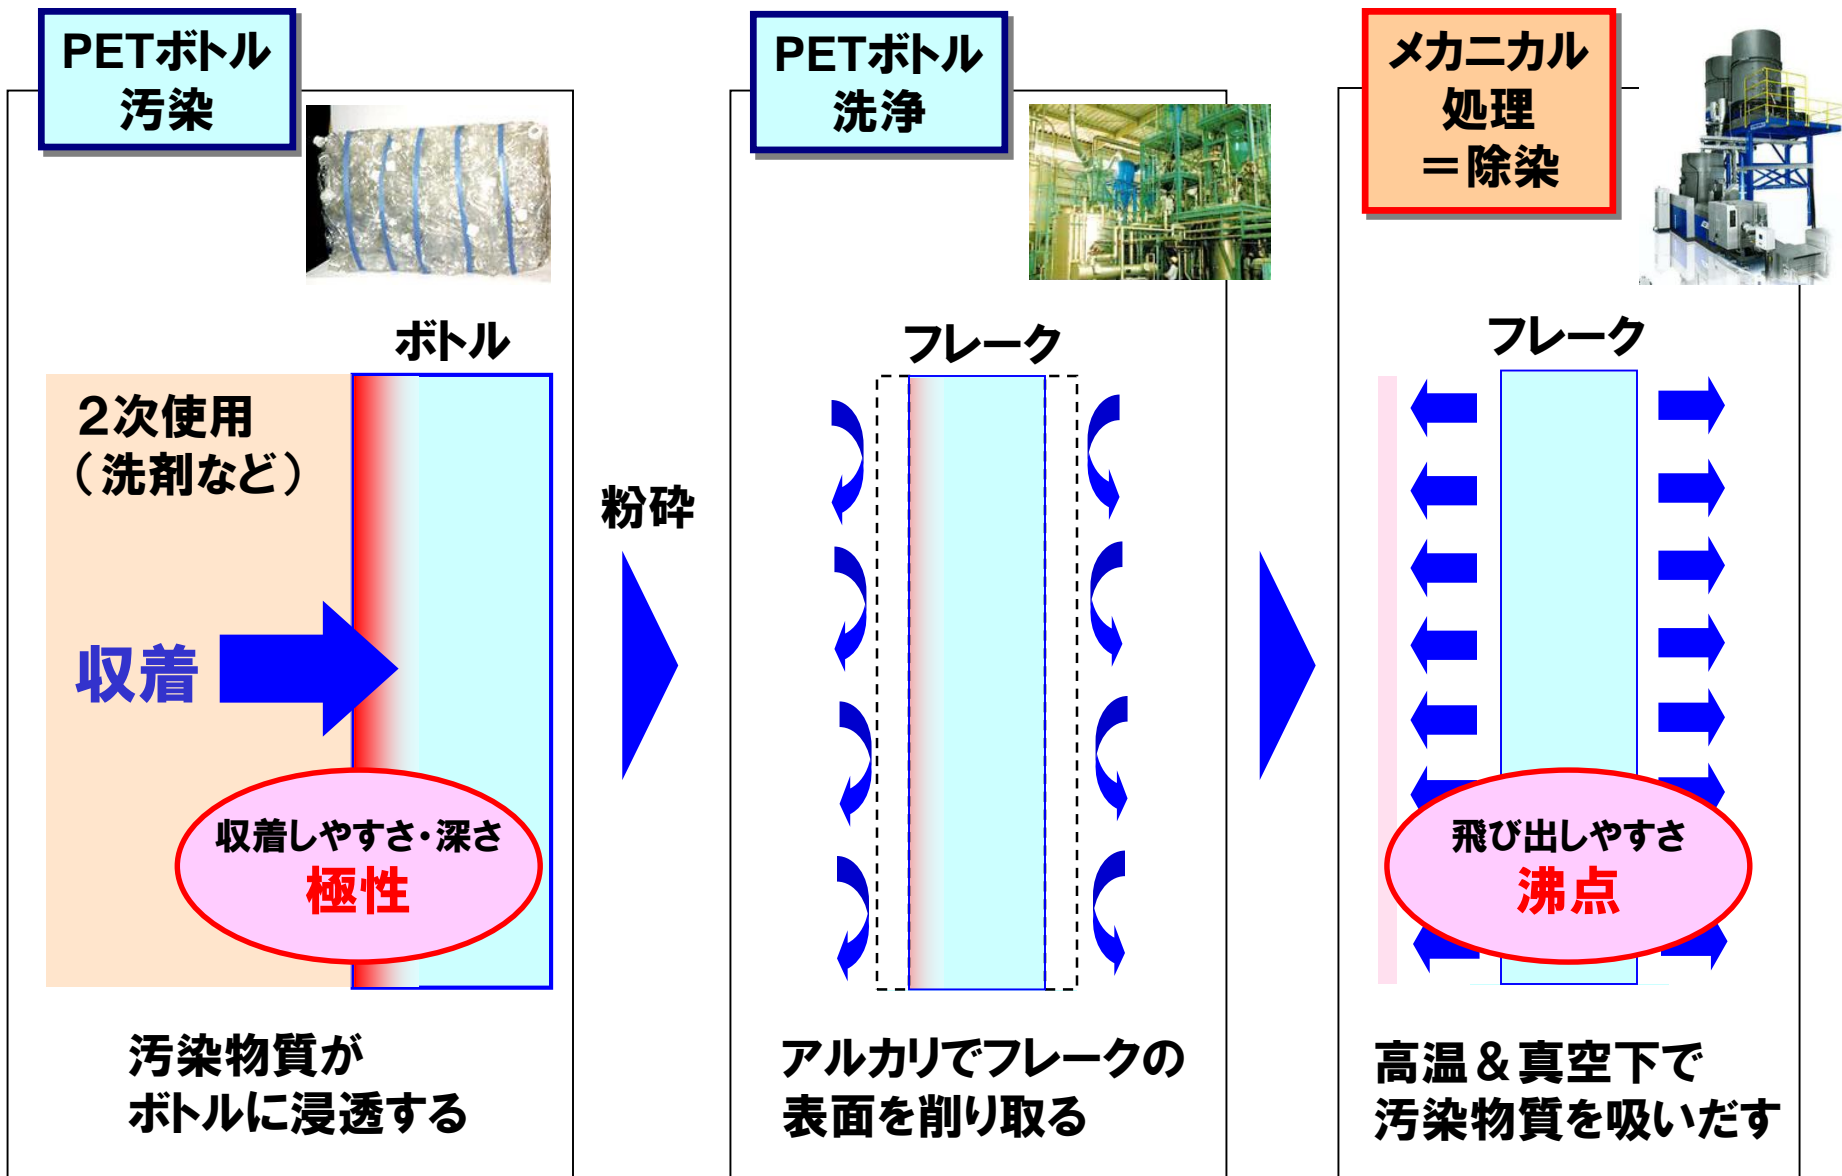 PETボトル
汚染
ボトル
２次使用
（洗剤など）
収着
収着しやすさ・深さ
極性
汚染物質が
ボトルに浸透する
粉砕
PETボトル
洗浄
フレーク
アルカリでフレークの
表面を削り取る
メカニカル
処理
＝除染
フレーク
飛び出しやすさ
沸点
高温＆真空下で
汚染物質を吸いだす